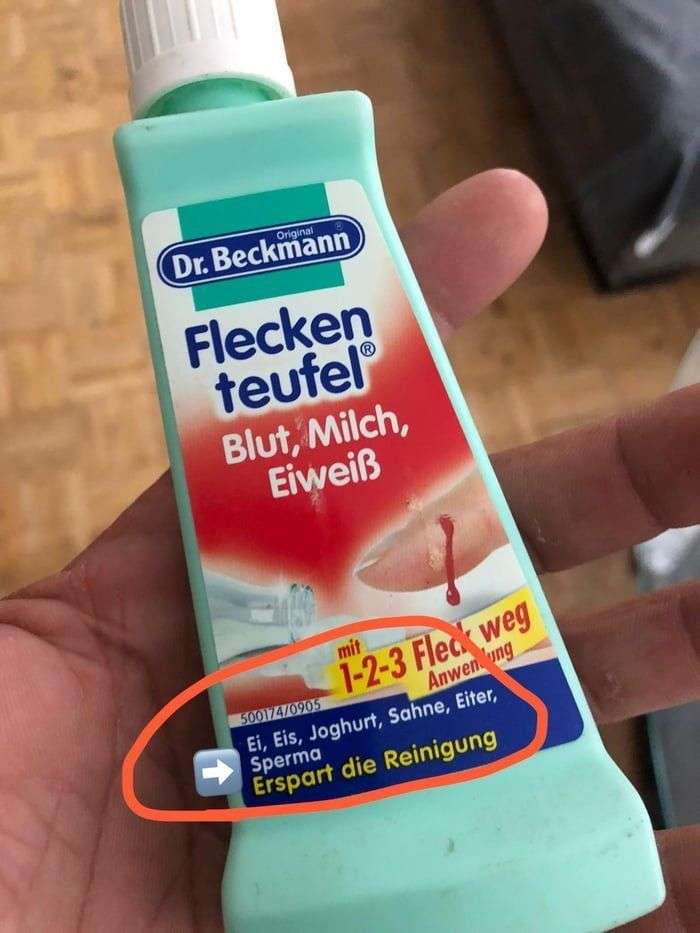 Original
Dr. Beckmann®
Flecken
teufel®
Blut, Milch,
Eiweiß
mit
1-2-3 Fleck weg
Anwendung
500174/0905
Ei, Eis, Joghurt, Sahne, Eiter,
Sperma
Erspart die Reinigung